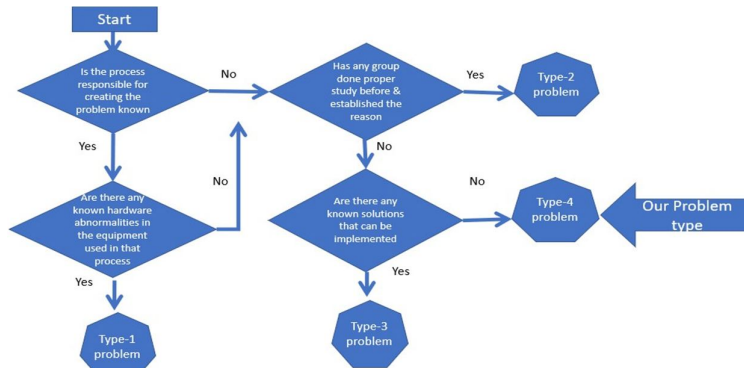 Start
Is the process
responsible for
creating the
problem known
No
Has any group
done proper
study before &
established the
reason
Yes
Type-2
problem
Yes
No
Are there any
known hardware
abnormalities in
the equipment
used in that
process
No
Are there any
known solutions
that can be
implemented
No
Type-4
problem
Our Problem
type
Yes
Type-1
problem
Yes
Type-3
problem